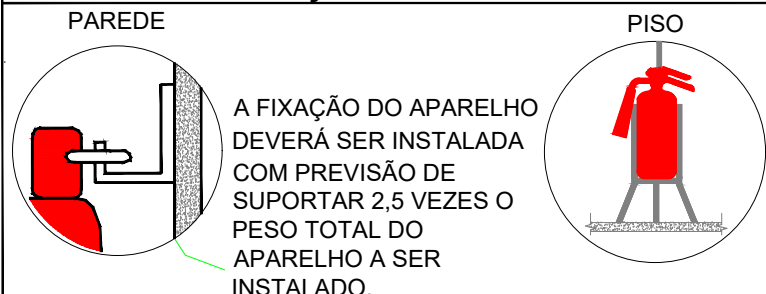 PAREDE
PISO
A FIXAÇÃO DO APARELHO
DEVERÁ SER INSTALADA
COM PREVISÃO DE
SUPORTAR 2,5 VEZES O
PESO TOTAL DO
APARELHO A SER
INSTALADO.